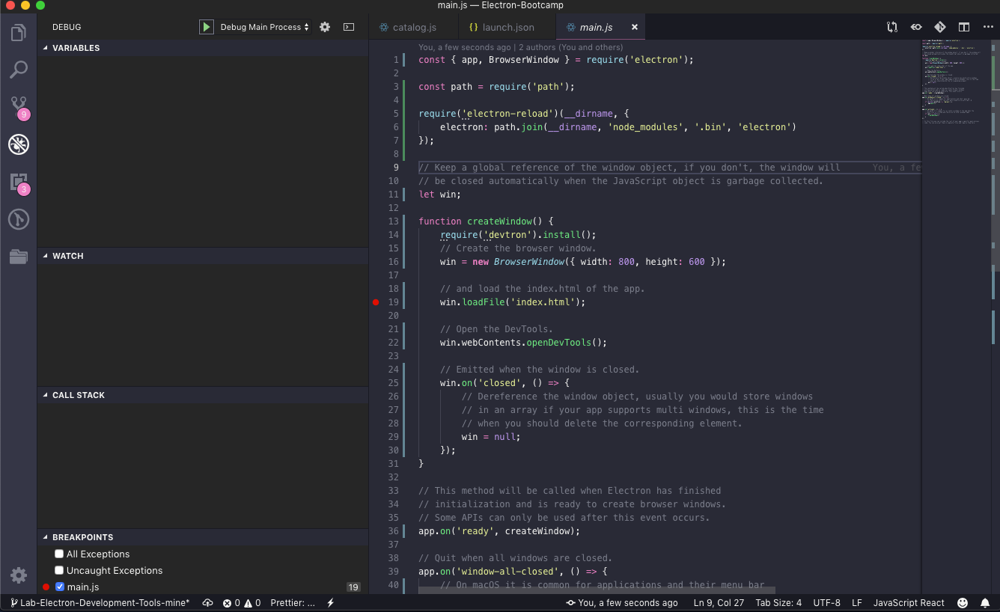 main.js — Electron-Bootcamp
DEBUG
Debug Main Process
catalog.js
{} launch.json
main.js ×
VARIABLES
WATCH
CALL STACK
BREAKPOINTS
All Exceptions
Uncaught Exceptions
main.js 19
9
3
You, a few seconds ago | 2 authors (You and others)
1 const { app, BrowserWindow } = require('electron');
2
3 const path = require('path');
4
5 require('electron-reload')(__dirname, {
6 electron: path.join(__dirname, 'node_modules', '.bin', 'electron')
7 });
8
9 // Keep a global reference of the window object, if you don't, the window will You, a fe
10 // be closed automatically when the JavaScript object is garbage collected.
11 let win;
12
13 function createWindow() {
14 require('devtron').install();
15 // Create the browser window.
16 win = new BrowserWindow({ width: 800, height: 600 });
17
18 // and load the index.html of the app.
19 win.loadFile('index.html');
20
21 // Open the DevTools.
22 win.webContents.openDevTools();
23
24 // Emitted when the window is closed.
25 win.on('closed', () => {
26 // Dereference the window object, usually you would store windows
27 // in an array if your app supports multi windows, this is the time
28 // when you should delete the corresponding element.
29 win = null;
30 });
31 }
32
33 // This method will be called when Electron has finished
34 // initialization and is ready to create browser windows.
35 // Some APIs can only be used after this event occurs.
36 app.on('ready', createWindow);
37
38 // Quit when all windows are closed.
39 app.on('window-all-closed', () => {
40 // On macOS it is common for applications and their menu bar
Lab-Electron-Development-Tools-mine* 0 0 Prettier: ... You, a few seconds ago Ln 9, Col 27 Tab Size: 4 UTF-8 LF JavaScript React